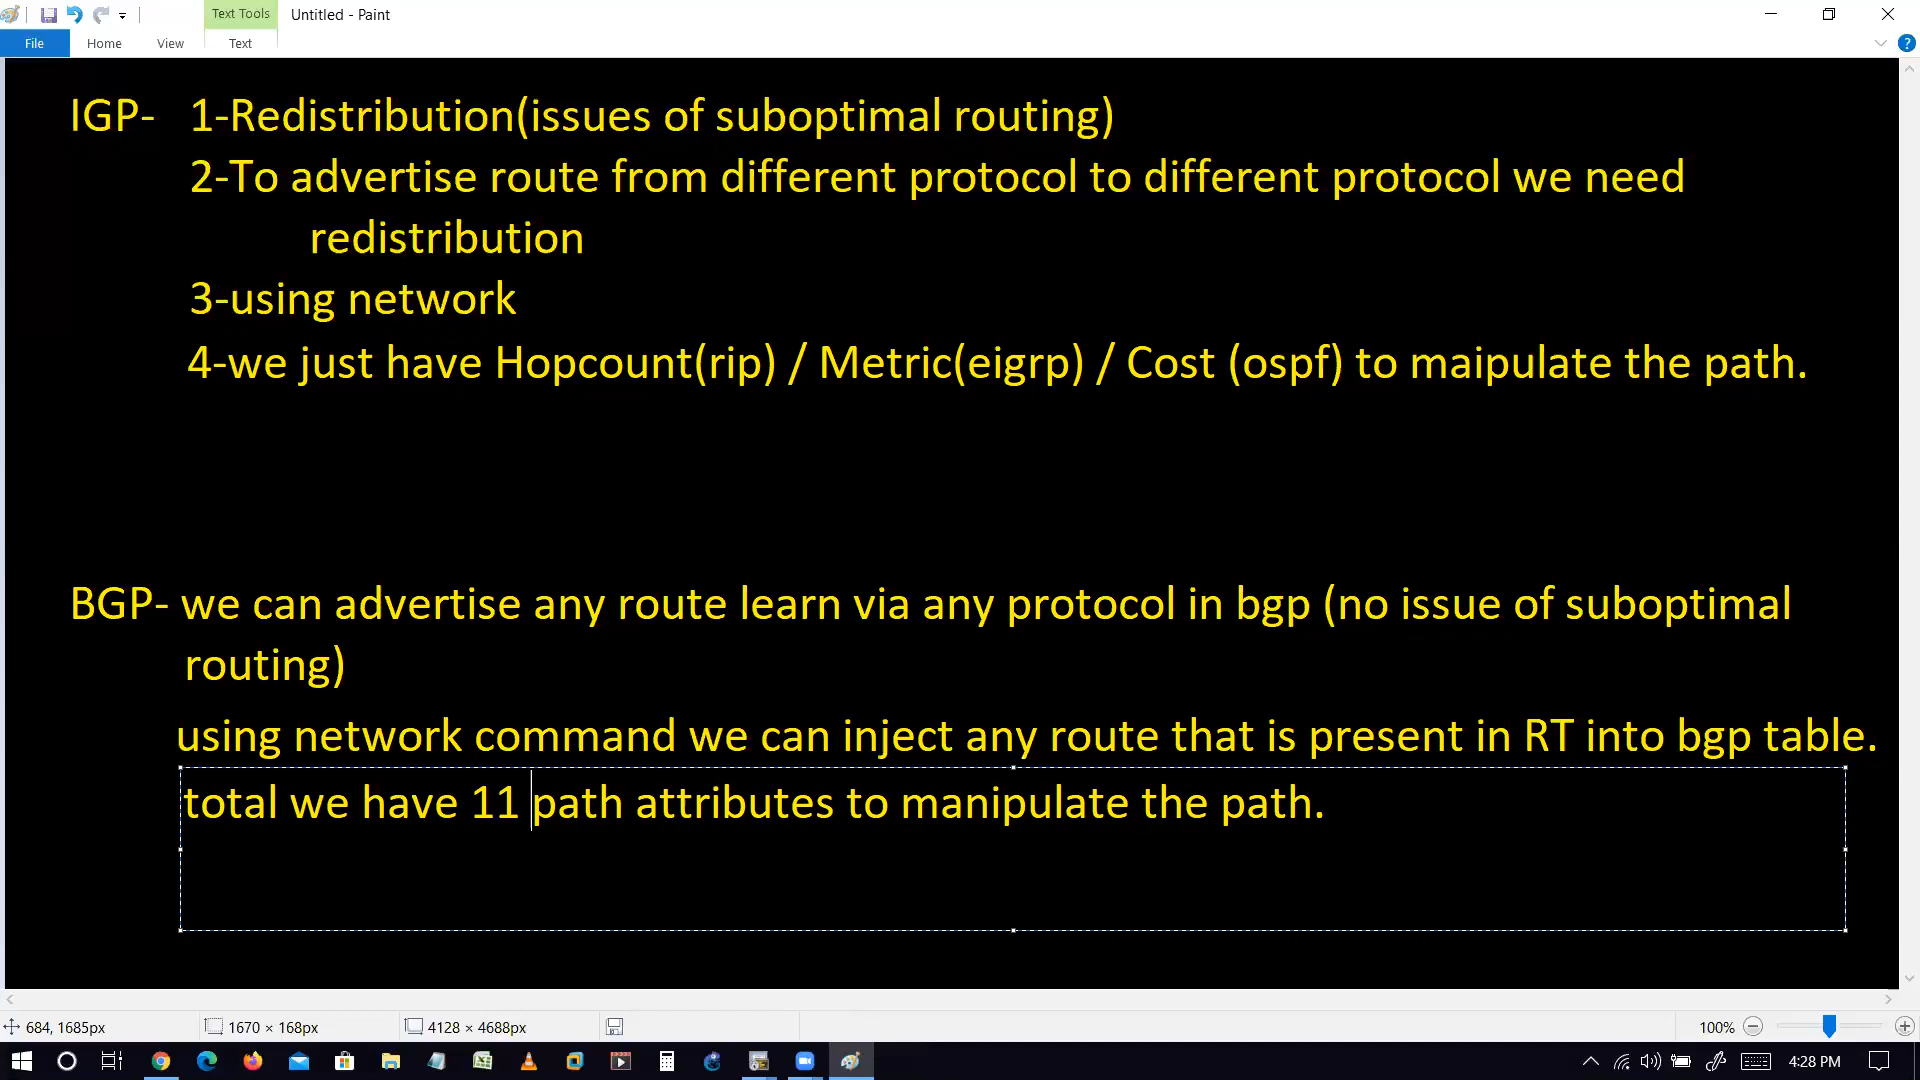 Text Tools
Untitled - Paint
File
Home
View
Text
IGP- 1-Redistribution(issues of suboptimal routing)
2-To advertise route from different protocol to different protocol we need
redistribution
3-using network
4-we just have Hopcount(rip) / Metric(eigrp) / Cost (ospf) to maipulate the path.
BGP- we can advertise any route learn via any protocol in bgp (no issue of suboptimal
routing)
using network command we can inject any route that is present in RT into bgp table.
total we have 11 path attributes to manipulate the path.
684, 1685px
1670 × 168px
4128 × 4688px
100%
4:28 PM